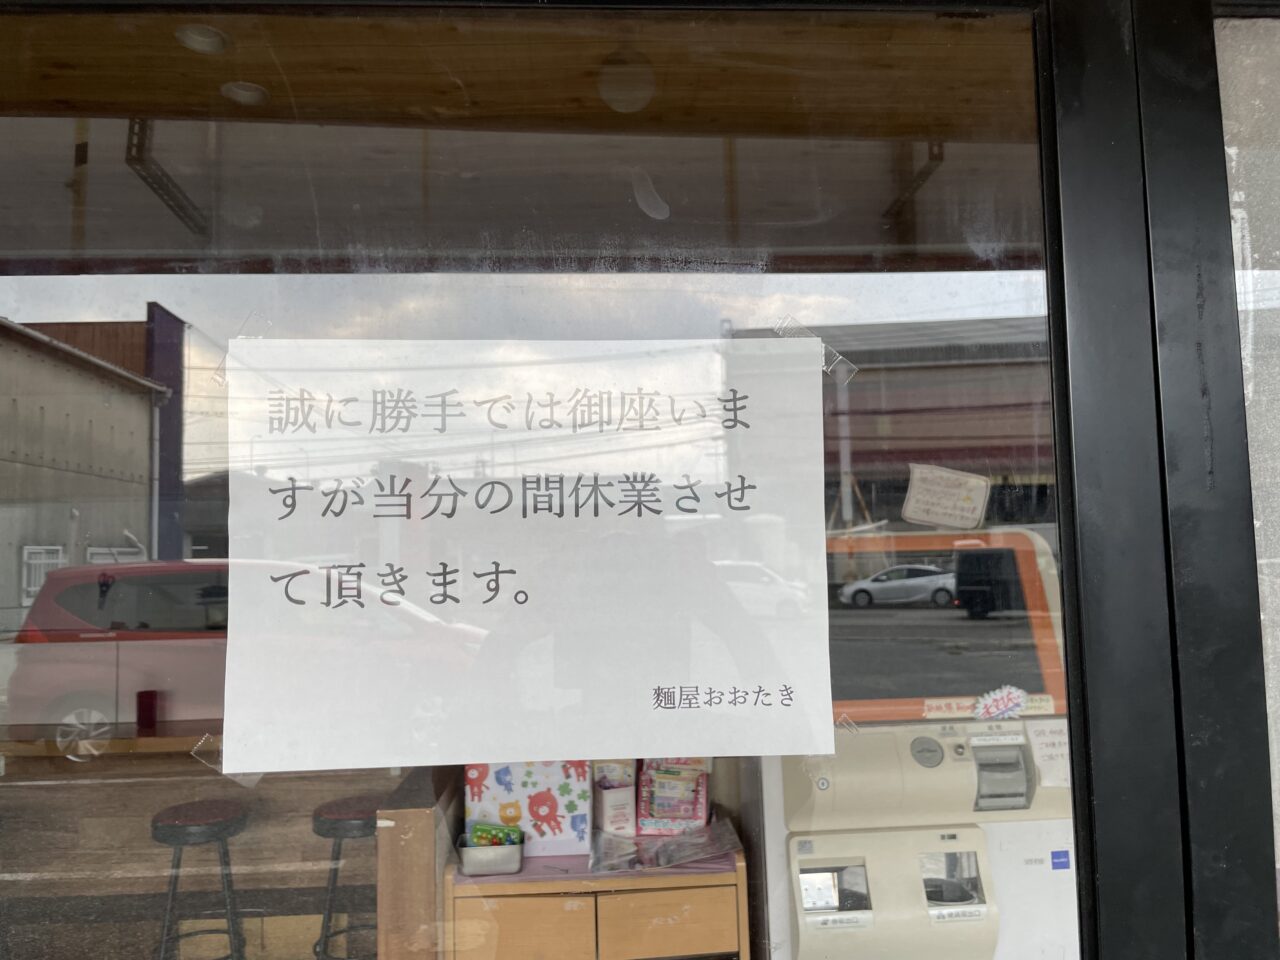 誠に勝手では御座いま
すが当分の間休業させ
て頂きます。
麵屋おおたき